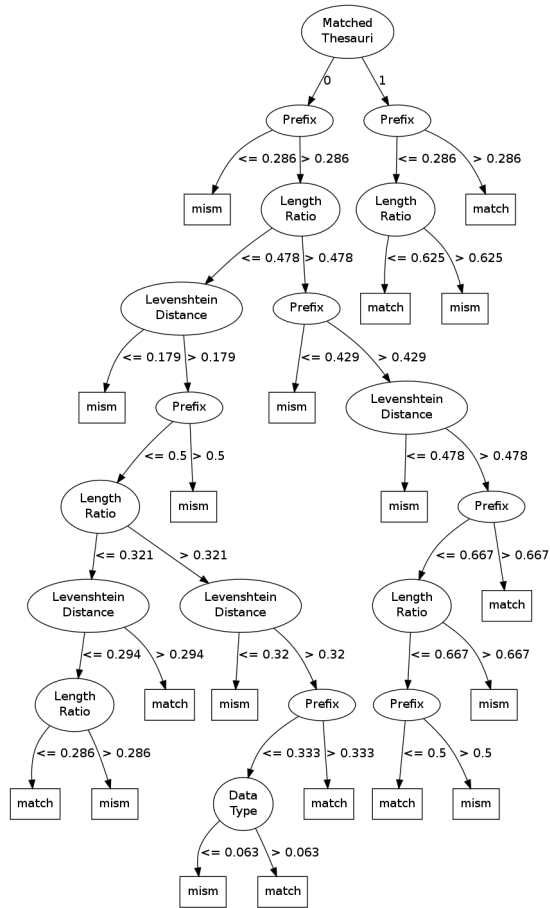 Matched
Thesauri
0
1
Prefix
Prefix
<= 0.286
> 0.286
<= 0.286
> 0.286
mism
Length
Ratio
Length
Ratio
match
<= 0.478
> 0.478
<= 0.625
> 0.625
Levenshtein
Distance
Prefix
match
mism
<= 0.179
> 0.179
<= 0.429
> 0.429
mism
Prefix
mism
Levenshtein
Distance
<= 0.5
> 0.5
<= 0.478
> 0.478
Length
Ratio
mism
mism
Prefix
<= 0.321
> 0.321
<= 0.667
> 0.667
Levenshtein
Distance
Levenshtein
Distance
Length
Ratio
match
<= 0.294
> 0.294
<= 0.32
> 0.32
<= 0.667
> 0.667
Length
Ratio
match
mism
Prefix
Prefix
mism
<= 0.286
> 0.286
<= 0.333
> 0.333
<= 0.5
> 0.5
match
mism
Data
Type
match
match
mism
<= 0.063
> 0.063
mism
match